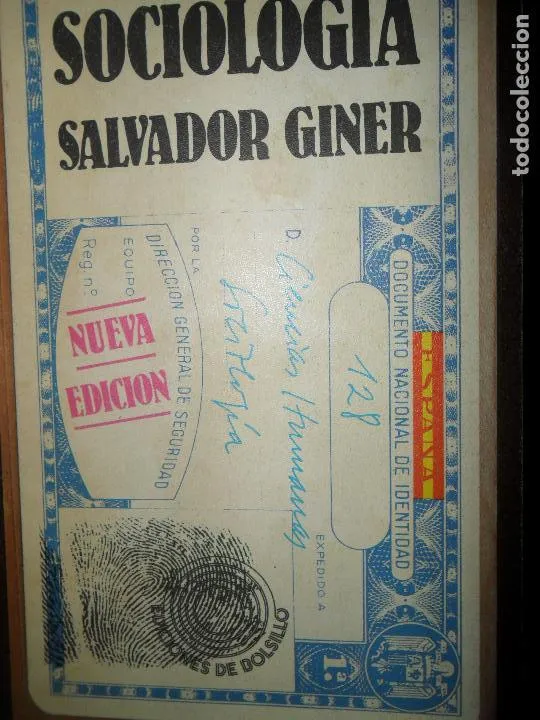 SOCIOLOGIA
SALVADOR GINER
ESPAÑA
DOCUMENTO NACIONAL DE IDENTIDAD
128
EXPEDIDO A
D. Ciencias Humanas
Sociología
POR LA
DIRECCION GENERAL DE SEGURIDAD
EQUIPO
Reg. nº
NUEVA
EDICION
EDICIONES DE BOLSILLO
1.ª
todocoleccion